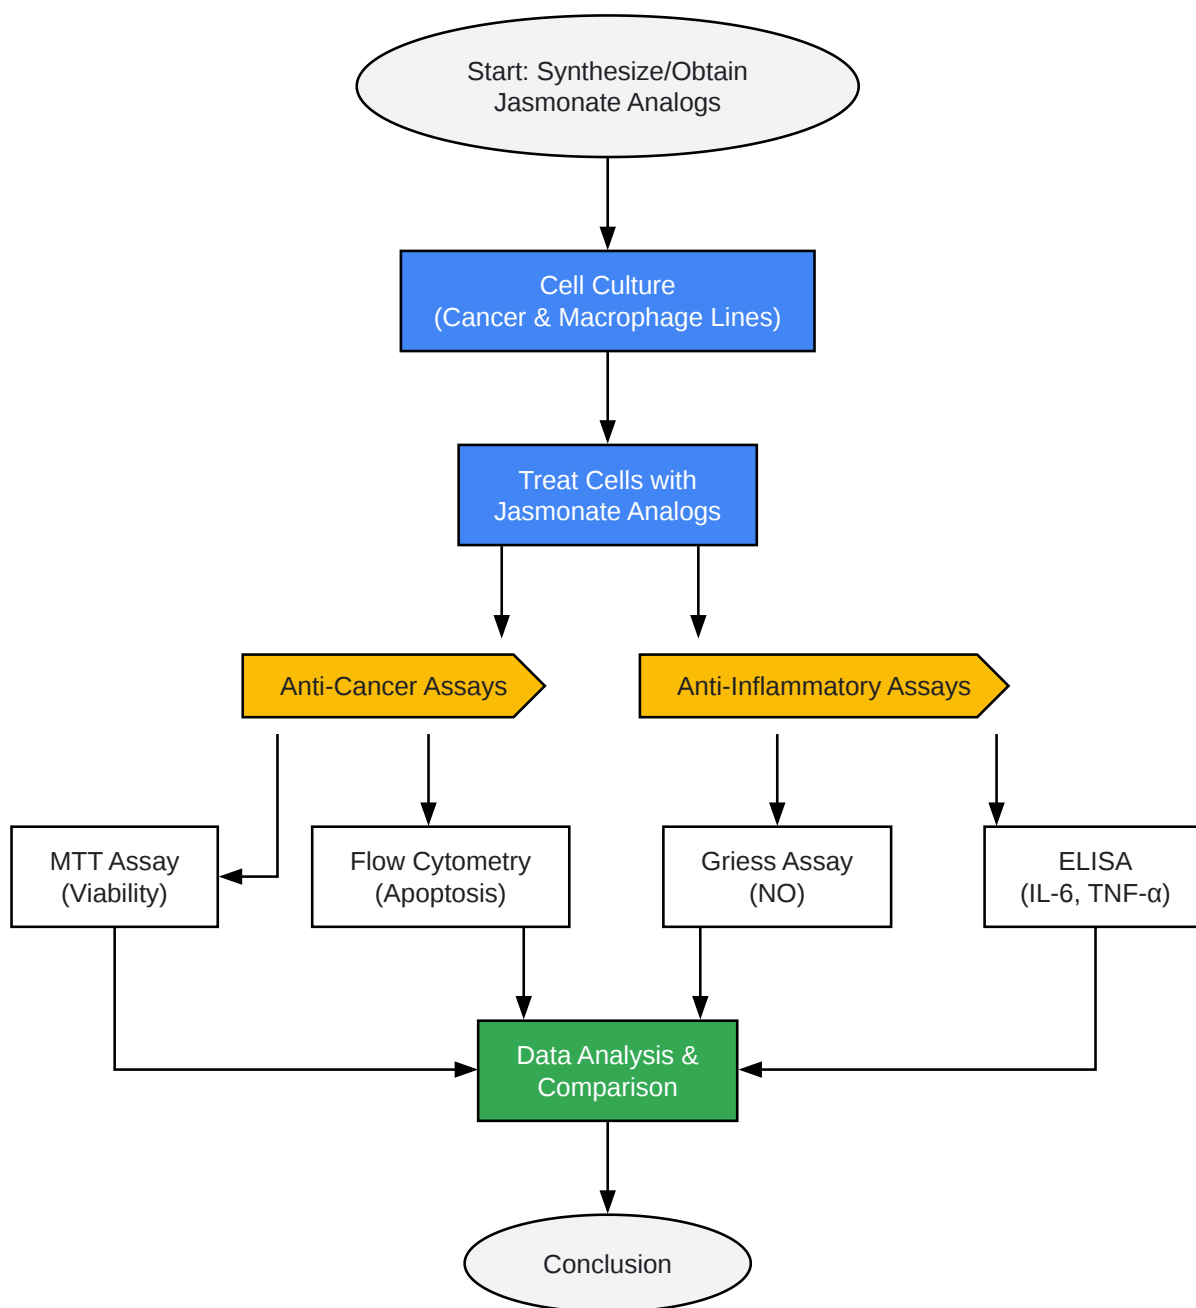 Start: Synthesize/Obtain
Jasmonate Analogs
Cell Culture
(Cancer & Macrophage Lines)
Treat Cells with
Jasmonate Analogs
Anti-Cancer Assays
Anti-Inflammatory Assays
MTT Assay
(Viability)
Flow Cytometry
(Apoptosis)
Griess Assay
(NO)
ELISA
(IL-6, TNF-α)
Data Analysis &
Comparison
Conclusion